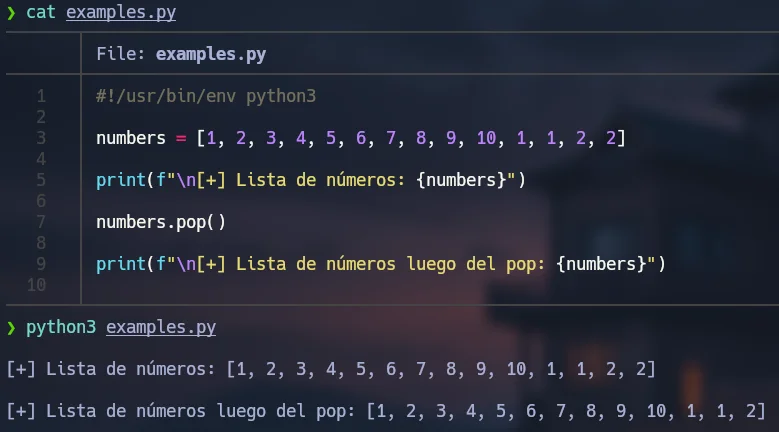 ❯ cat examples.py
File: examples.py
1 #!/usr/bin/env python3
2
3 numbers = [1, 2, 3, 4, 5, 6, 7, 8, 9, 10, 1, 1, 2, 2]
4
5 print(f"\n[+] Lista de números: {numbers}")
6
7 numbers.pop()
8
9 print(f"\n[+] Lista de números luego del pop: {numbers}")
10
❯ python3 examples.py
[+] Lista de números: [1, 2, 3, 4, 5, 6, 7, 8, 9, 10, 1, 1, 2, 2]
[+] Lista de números luego del pop: [1, 2, 3, 4, 5, 6, 7, 8, 9, 10, 1, 1, 2]